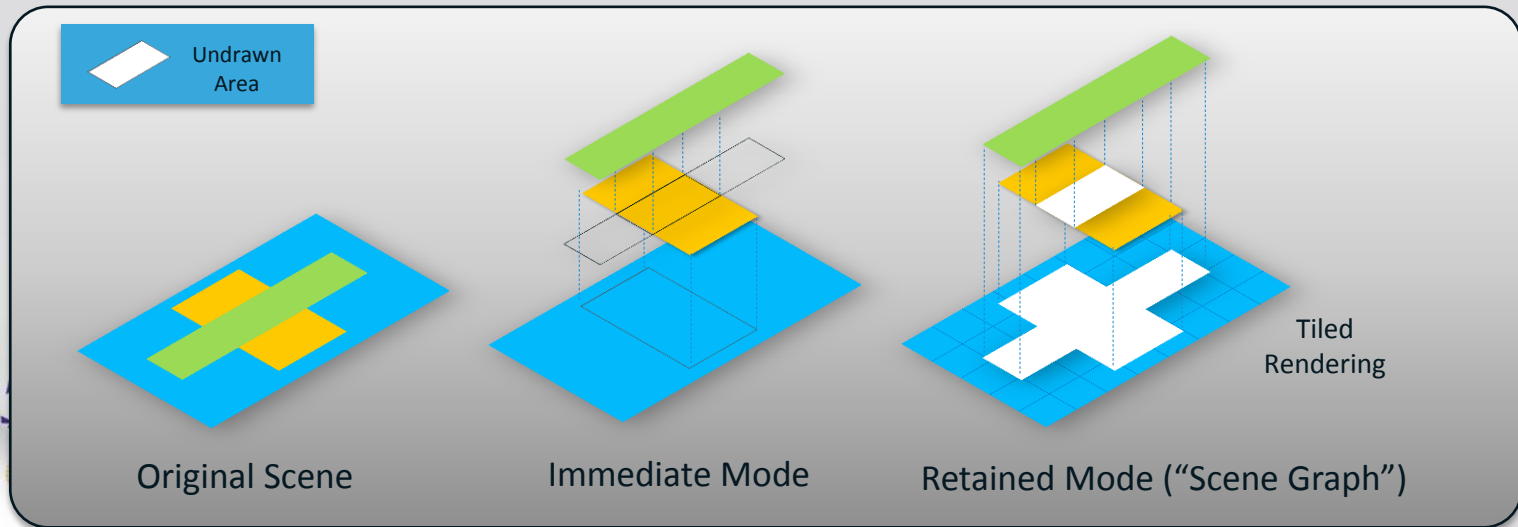 Undrawn
Area
Tiled
Rendering
Original Scene
Immediate Mode
Retained Mode (“Scene Graph”)